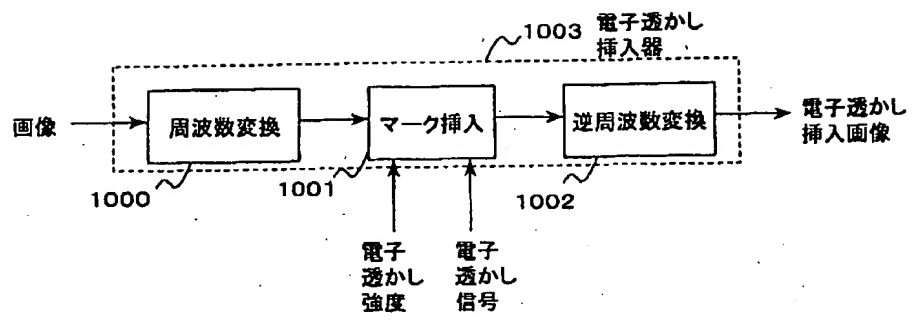 1003 電子透かし
挿入器
画像
周波数変換
マーク挿入
逆周波数変換
電子透かし
挿入画像
1000
1001
1002
電子
透かし
強度
電子
透かし
信号